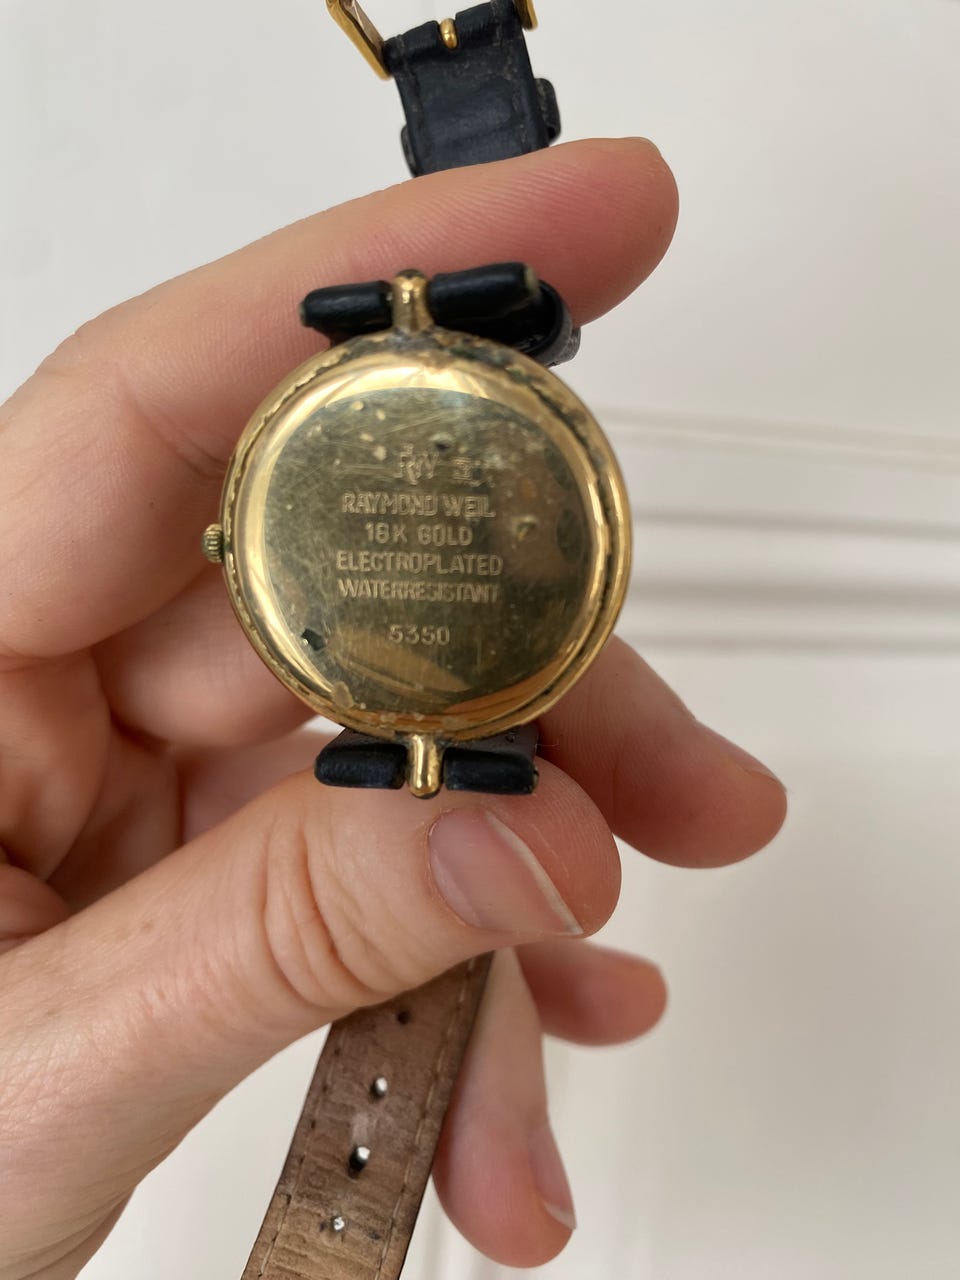 RW
RAYMOND WEIL
18K GOLD
ELECTROPLATED
WATERRESISTANT
5350